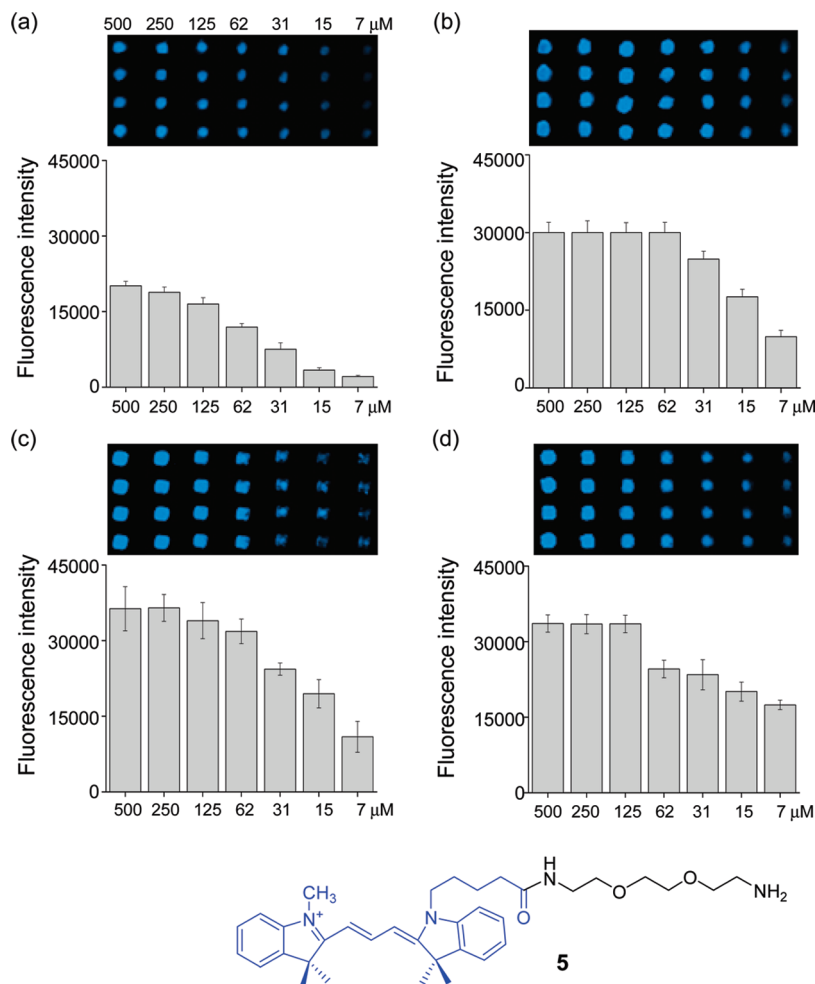 (a)
500 250 125 62 31 15 7 μM
Fluorescence intensity
45000
30000
15000
0
500 250 125 62 31 15 7 μM
(b)
Fluorescence intensity
45000
30000
15000
0
500 250 125 62 31 15 7 μM
(c)
Fluorescence intensity
45000
30000
15000
0
500 250 125 62 31 15 7 μM
(d)
Fluorescence intensity
45000
30000
15000
0
500 250 125 62 31 15 7 μM
CH3
N+
N
O
H
N
O
O
NH2
5